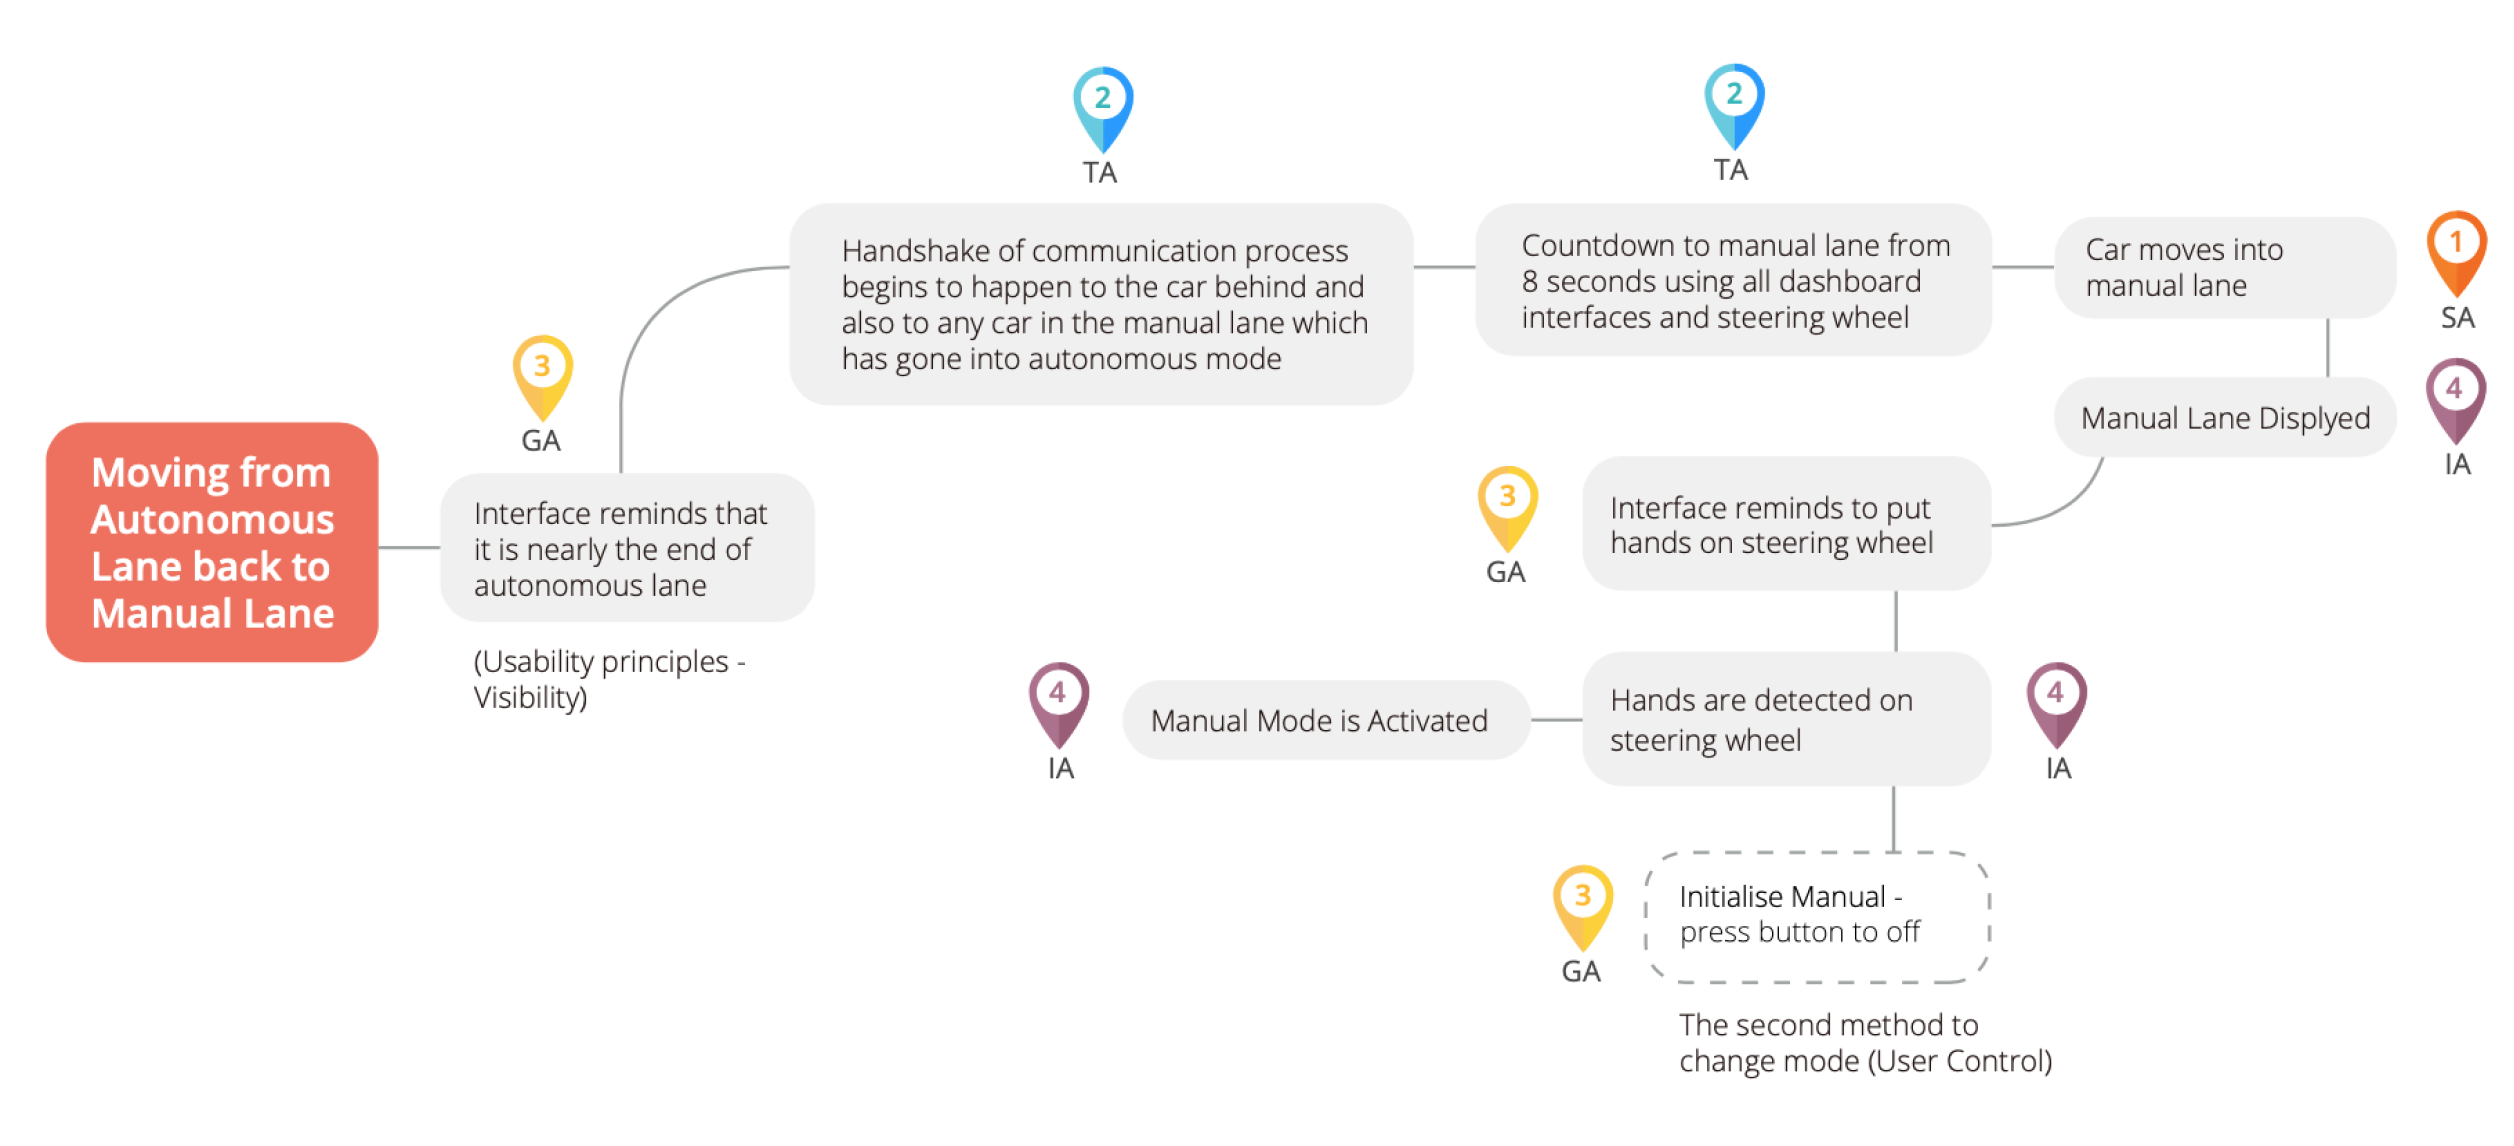 Moving from
Autonomous
Lane back to
Manual Lane
3
GA
Interface reminds that
it is nearly the end of
autonomous lane
(Usability principles -
Visibility)
2
TA
Handshake of communication process
begins to happen to the car behind and
also to any car in the manual lane which
has gone into autonomous mode
2
TA
Countdown to manual lane from
8 seconds using all dashboard
interfaces and steering wheel
Car moves into
manual lane
1
SA
Manual Lane Displyed
4
IA
3
GA
Interface reminds to put
hands on steering wheel
Hands are detected on
steering wheel
4
IA
4
IA
Manual Mode is Activated
3
GA
Initialise Manual -
press button to off
The second method to
change mode (User Control)